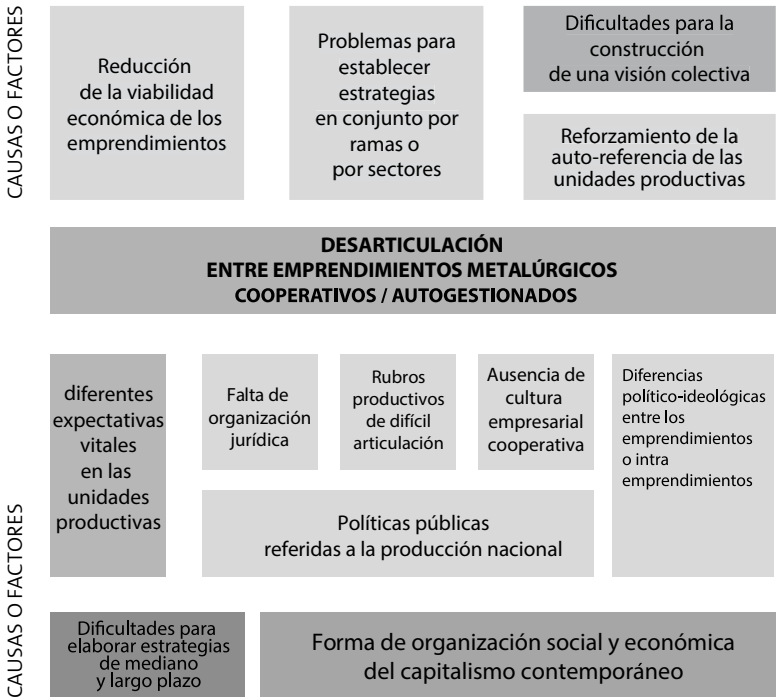 CAUSAS O FACTORES
Reducción
de la viabilidad
económica de los
emprendimientos
Problemas para
establecer
estrategias
en conjunto por
ramas o
por sectores
Dificultades para la
construcción
de una visión colectiva
Reforzamiento de la
auto-referencia de las
unidades productivas
DESARTICULACIÓN
ENTRE EMPRENDIMIENTOS METALÚRGICOS
COOPERATIVOS / AUTOGESTIONADOS
CAUSAS O FACTORES
diferentes
expectativas
vitales
en las
unidades
productivas
Falta de
organización
jurídica
Rubros
productivos
de difícil
articulación
Ausencia de
cultura
empresarial
cooperativa
Diferencias
político-ideológicas
entre los
emprendimientos
o intra
emprendimientos
Políticas públicas
referidas a la producción nacional
Dificultades para
elaborar estrategias
de mediano
y largo plazo
Forma de organización social y económica
del capitalismo contemporáneo